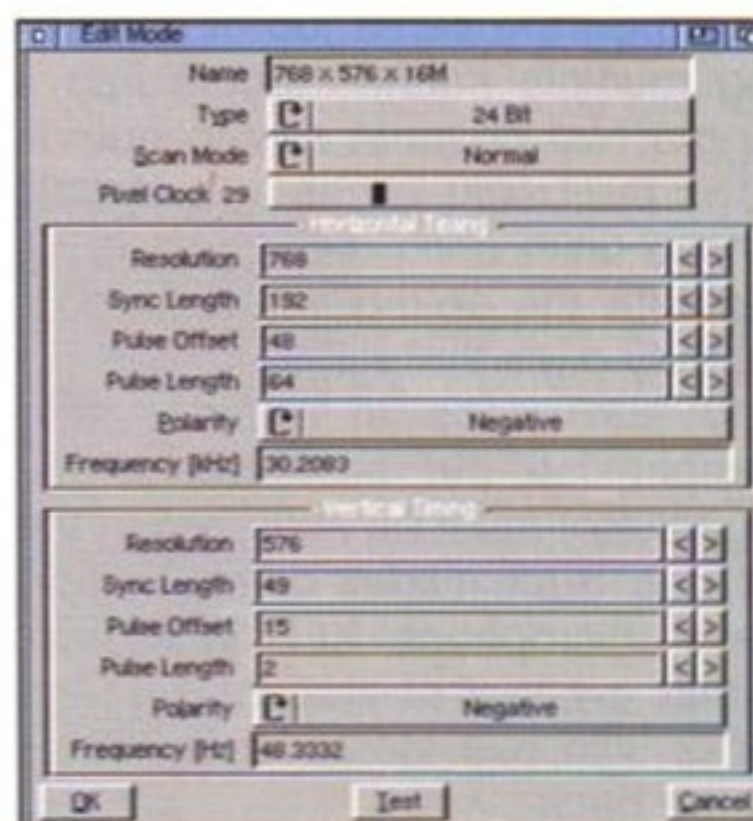 Edit Mode
Name 768 x 576 x 16M
Type 24 Bit
Scan Mode Normal
Pixel Clock 29
Horizontal Timing
Resolution 768 < >
Sync Length 192 < >
Pulse Offset 48 < >
Pulse Length 64 < >
Polarity Negative
Frequency [kHz] 30.2083
Vertical Timing
Resolution 576 < >
Sync Length 49 < >
Pulse Offset 15 < >
Pulse Length 2 < >
Polarity Negative
Frequency [Hz] 48.3332
OK Test Cancel